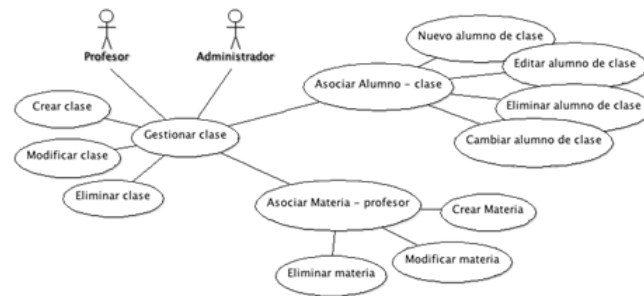 Profesor
Administrador
Nuevo alumno de clase
Editar alumno de clase
Asociar Alumno – clase
Eliminar alumno de clase
Crear clase
Gestionar clase
Cambiar alumno de clase
Modificar clase
Eliminar clase
Asociar Materia – profesor
Crear Materia
Modificar materia
Eliminar materia